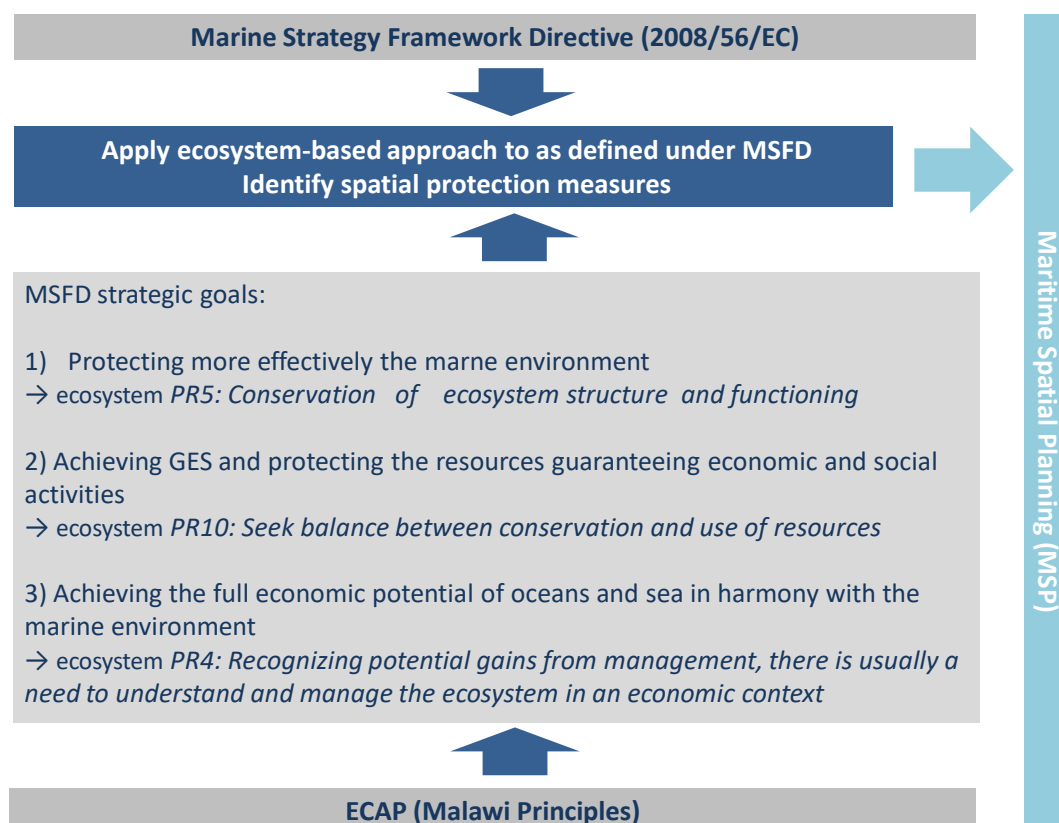 Marine Strategy Framework Directive (2008/56/EC)
Apply ecosystem-based approach to as defined under MSFD
Identify spatial protection measures
MSFD strategic goals:
1) Protecting more effectively the marne environment
→ ecosystem PR5: Conservation of ecosystem structure and functioning
2) Achieving GES and protecting the resources guaranteeing economic and social
activities
→ ecosystem PR10: Seek balance between conservation and use of resources
3) Achieving the full economic potential of oceans and sea in harmony with the
marine environment
→ ecosystem PR4: Recognizing potential gains from management, there is usually a
need to understand and manage the ecosystem in an economic context
ECAP (Malawi Principles)
Maritime Spatial Planning (MSP)